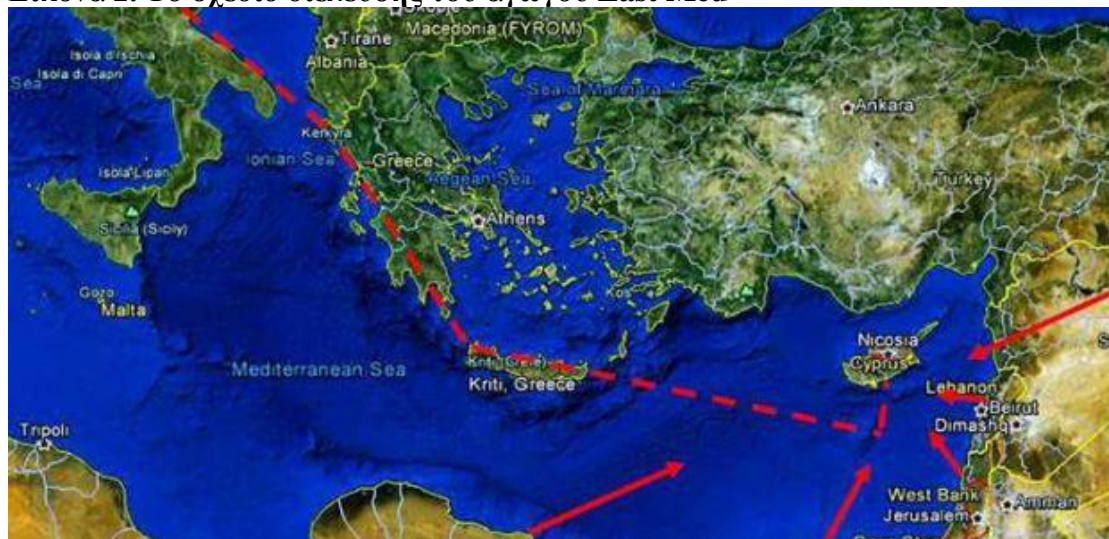 Macedonia (FYROM)
Tirane
Albania
Isola d'Ischia
Isola di Capri
Sea
Sea of Marmara
Ankara
Kerkyra
Ionian Sea
Greece
Aegean Sea
Turkey
Isola Lipari
Athens
Sicilia (Sicily)
Kos
Gozo
Malta
Nicosia
Cyprus
Mediterranean Sea
Kriti, Greece
Lebanon
Beirut
Dimashq
Tripoli
West Bank
Amman
Jerusalem